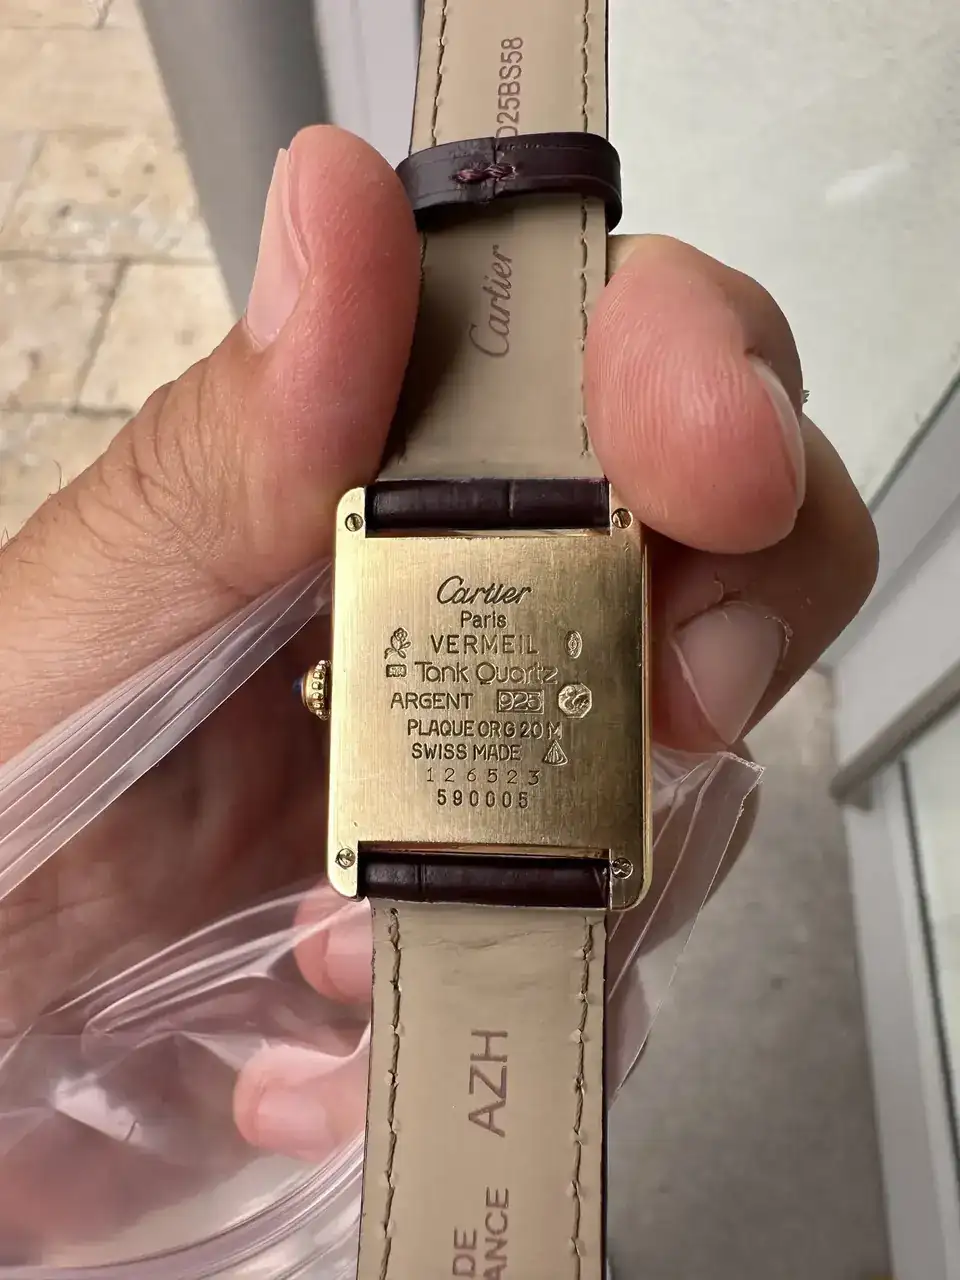 D25BS58
Cartier
Cartier
Paris
VERMEIL
Tank Quartz
ARGENT 925
PLAQUE OR G 20 M
SWISS MADE
126523
590005
AZH
DE
ANCE